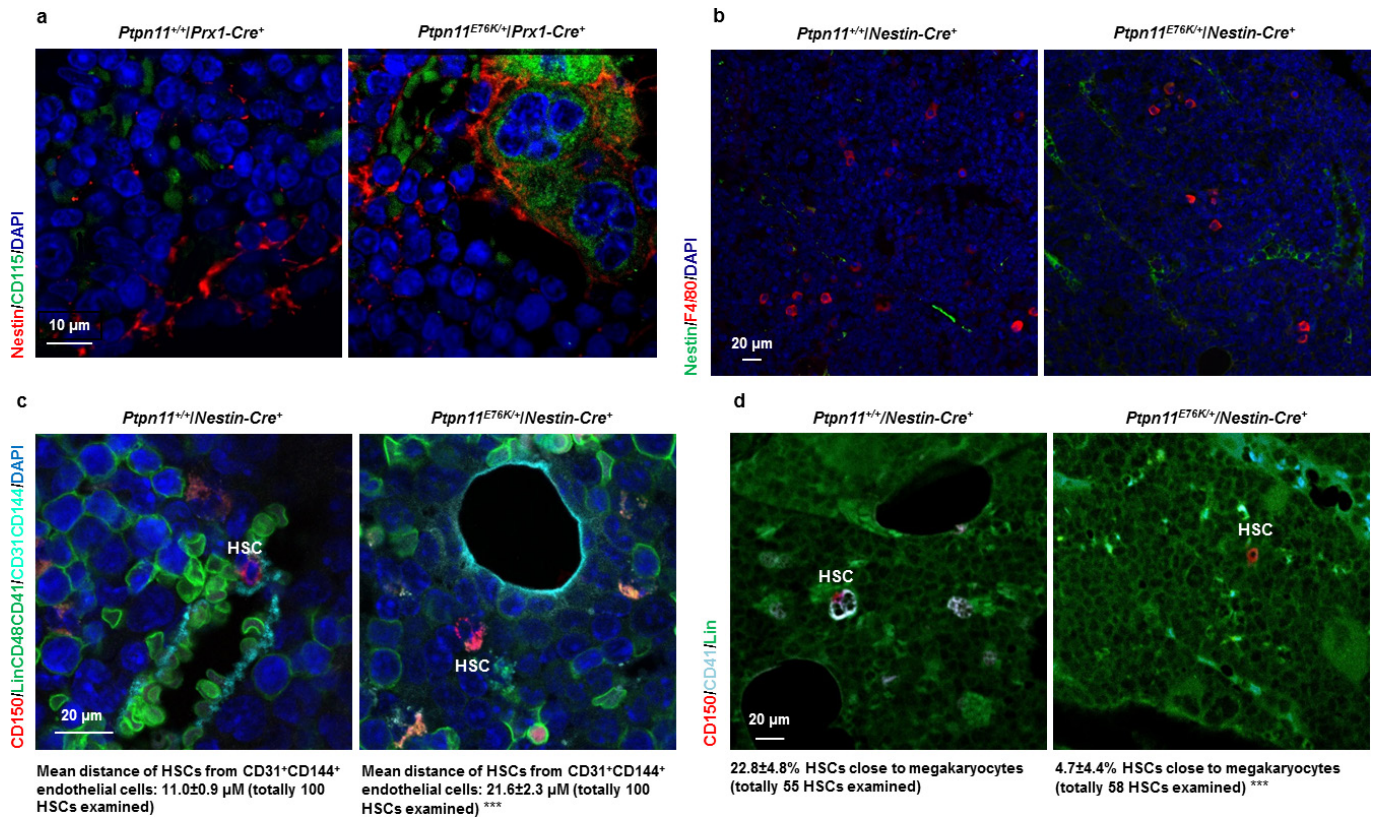 a
Ptpn11+/+/Prx1-Cre+
Ptpn11E76K/+/Prx1-Cre+
Nestin/CD115/DAPI
10 μm
b
Ptpn11+/+/Nestin-Cre+
Ptpn11E76K/+/Nestin-Cre+
Nestin/F4/80/DAPI
20 μm
c
Ptpn11+/+/Nestin-Cre+
Ptpn11E76K/+/Nestin-Cre+
CD150/LinCD48CD41/CD31CD144/DAPI
HSC
20 μm
HSC
Mean distance of HSCs from CD31+CD144+
endothelial cells: 11.0±0.9 μM (totally 100
HSCs examined)
Mean distance of HSCs from CD31+CD144+
endothelial cells: 21.6±2.3 μM (totally 100
HSCs examined) ***
d
Ptpn11+/+/Nestin-Cre+
Ptpn11E76K/+/Nestin-Cre+
CD150/CD41/Lin
HSC
20 μm
HSC
22.8±4.8% HSCs close to megakaryocytes
(totally 55 HSCs examined)
4.7±4.4% HSCs close to megakaryocytes
(totally 58 HSCs examined) ***